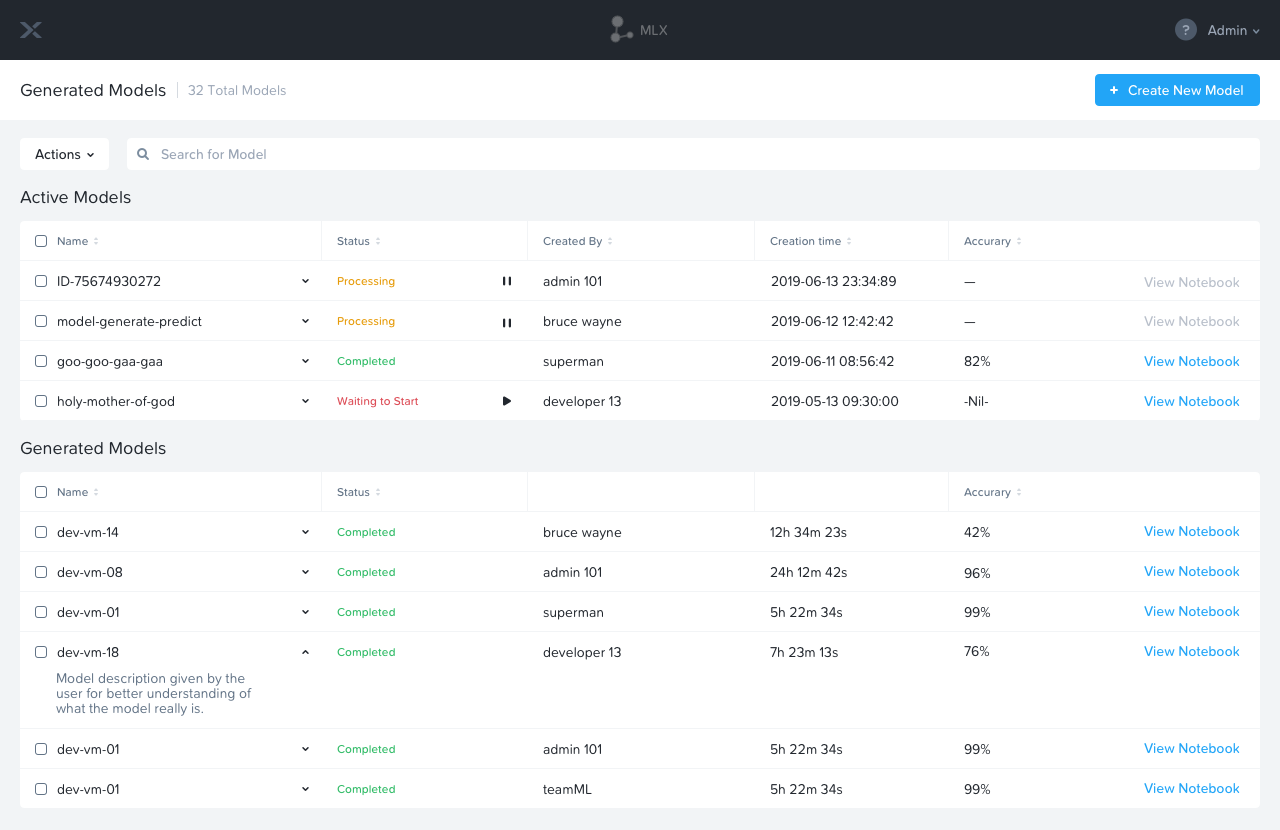 MLX
? Admin
Generated Models 32 Total Models
+ Create New Model
Actions Search for Model
Active Models
Name Status Created By Creation time Accurary
ID-75674930272 Processing admin 101 2019-06-13 23:34:89 — View Notebook
model-generate-predict Processing bruce wayne 2019-06-12 12:42:42 — View Notebook
goo-goo-gaa-gaa Completed superman 2019-06-11 08:56:42 82% View Notebook
holy-mother-of-god Waiting to Start developer 13 2019-05-13 09:30:00 -Nil- View Notebook
Generated Models
Name Status Accurary
dev-vm-14 Completed bruce wayne 12h 34m 23s 42% View Notebook
dev-vm-08 Completed admin 101 24h 12m 42s 96% View Notebook
dev-vm-01 Completed superman 5h 22m 34s 99% View Notebook
dev-vm-18 Completed developer 13 7h 23m 13s 76% View Notebook
Model description given by the
user for better understanding of
what the model really is.
dev-vm-01 Completed admin 101 5h 22m 34s 99% View Notebook
dev-vm-01 Completed teamML 5h 22m 34s 99% View Notebook